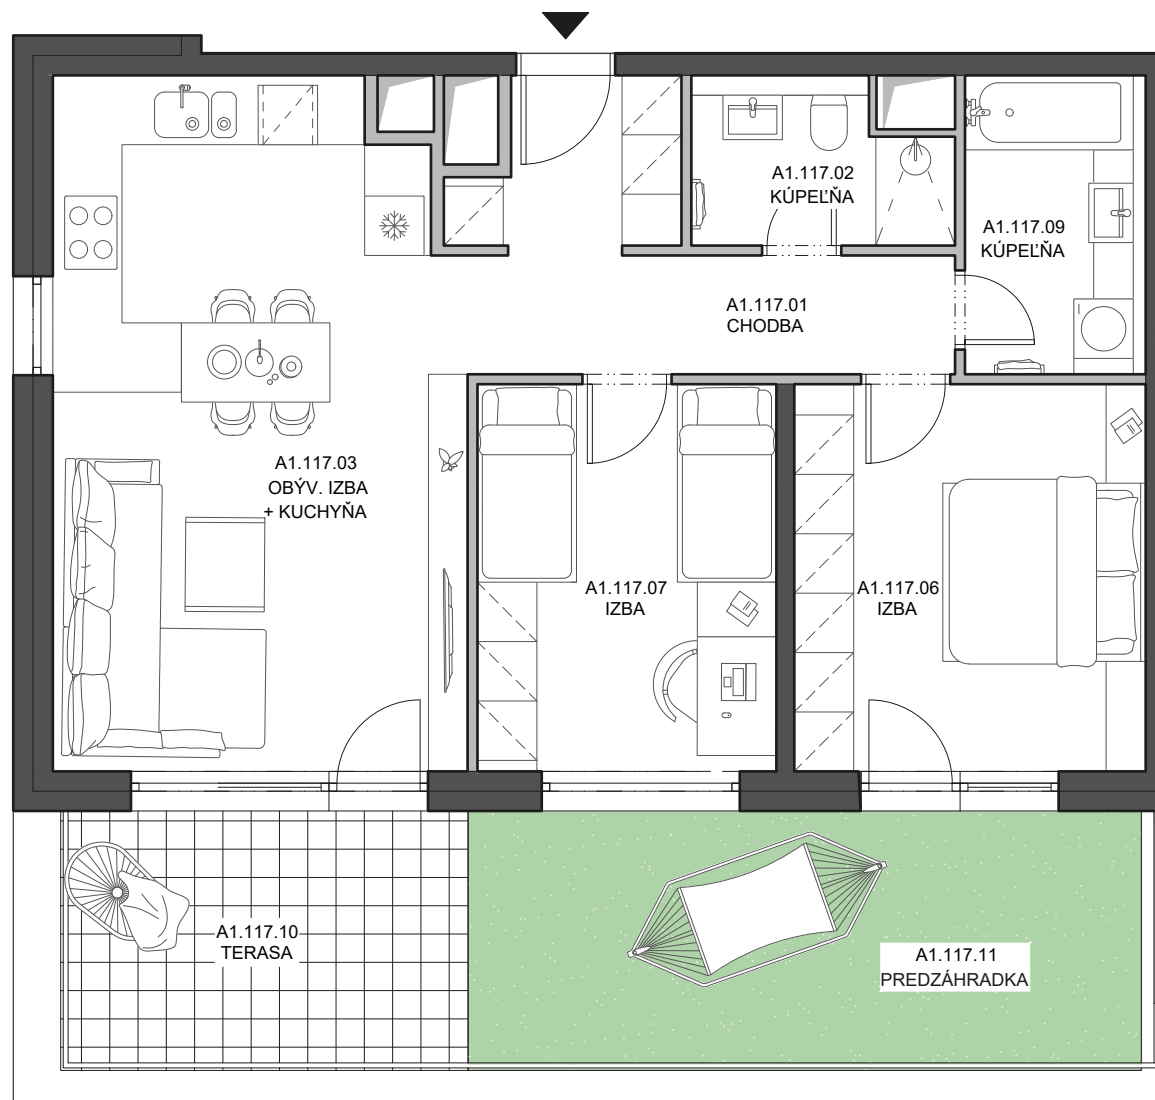 A1.117.02
KÚPEĽŇA
A1.117.09
KÚPEĽŇA
A1.117.01
CHODBA
A1.117.03
OBÝV. IZBA
+ KUCHYŇA
A1.117.07
IZBA
A1.117.06
IZBA
A1.117.10
TERASA
A1.117.11
PREDZÁHRADKA